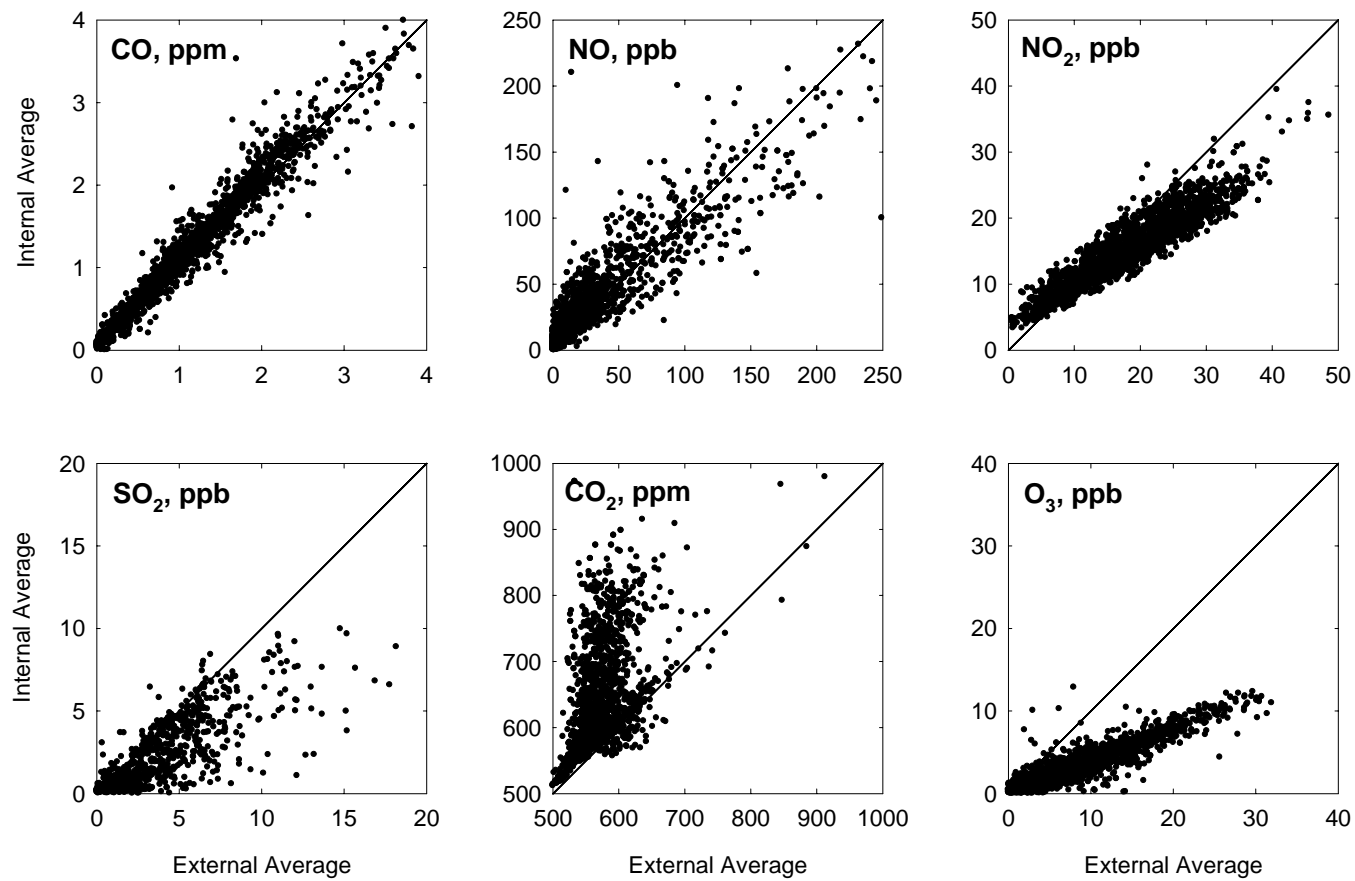 CO, ppm
NO, ppb
NO2, ppb
Internal Average
4
3
2
1
0
0 1 2 3 4
250
200
150
100
50
0
0 50 100 150 200 250
50
40
30
20
10
0
0 10 20 30 40 50
SO2, ppb
CO2, ppm
O3, ppb
Internal Average
20
15
10
5
0
0 5 10 15 20
External Average
1000
900
800
700
600
500
500 600 700 800 900 1000
External Average
40
30
20
10
0
0 10 20 30 40
External Average